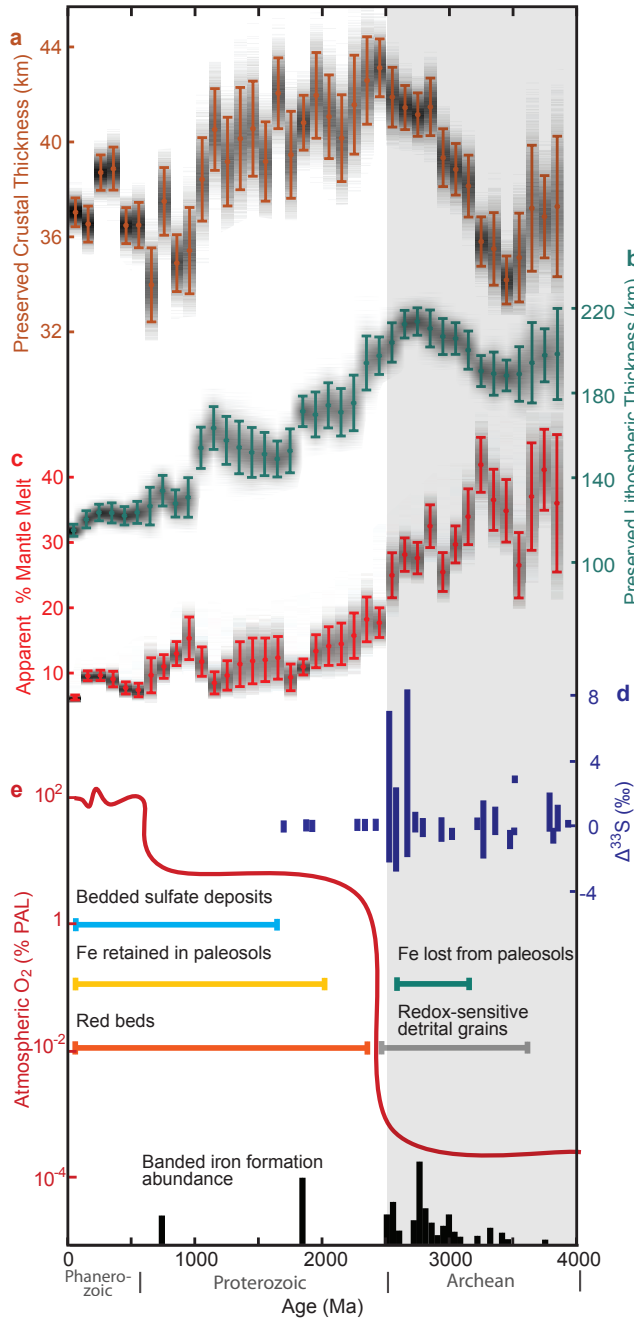 a
44
40
36
32
Preserved Crustal Thickness (km)
b
220
180
140
100
Preserved Lithospheric Thickness (km)
c
40
30
20
10
Apparent % Mantle Melt
d
8
4
0
-4
Δ³³S (‰)
e
10²
1
10⁻²
10⁻⁴
Atmospheric O₂ (% PAL)
Bedded sulfate deposits
Fe retained in paleosols
Fe lost from paleosols
Red beds
Redox-sensitive
detrital grains
Banded iron formation
abundance
0 1000 2000 3000 4000
Phanero-
zoic
| Proterozoic | Archean |
Age (Ma)